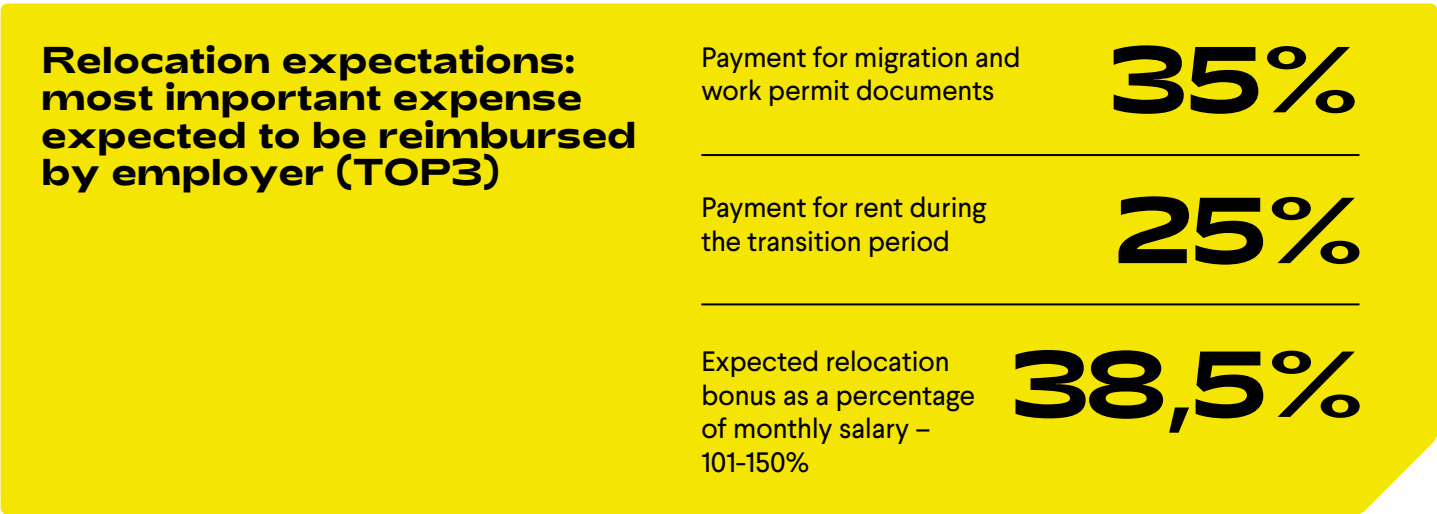 Relocation expectations:
most important expense
expected to be reimbursed
by employer (TOP3)
Payment for migration and
work permit documents
35%
Payment for rent during
the transition period
25%
Expected relocation
bonus as a percentage
of monthly salary –
101-150%
38,5%